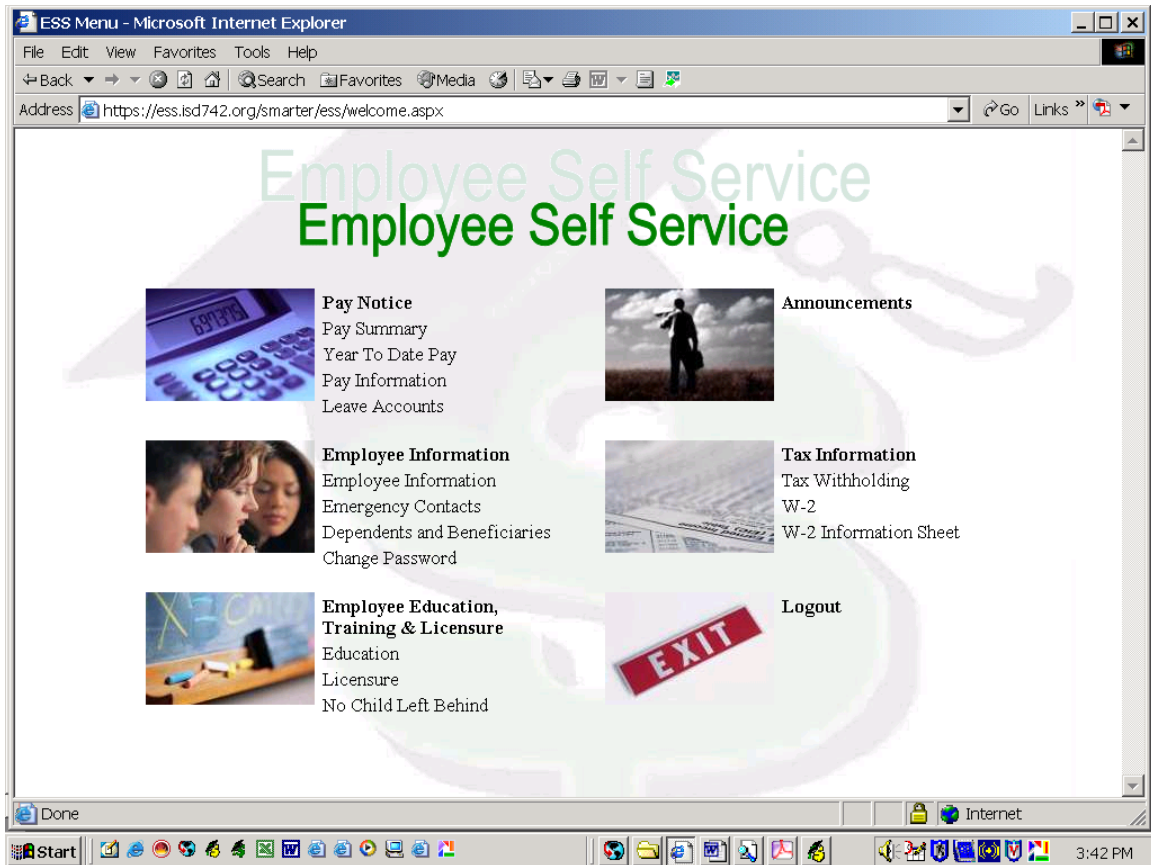 ESS Menu - Microsoft Internet Explorer
File Edit View Favorites Tools Help
Back Search Favorites Media
Address https://ess.isd742.org/smarter/ess/welcome.aspx Go Links »
Employee Self Service
Employee Self Service
Pay Notice
Pay Summary
Year To Date Pay
Pay Information
Leave Accounts
Announcements
Employee Information
Employee Information
Emergency Contacts
Dependents and Beneficiaries
Change Password
Tax Information
Tax Withholding
W-2
W-2 Information Sheet
Employee Education,
Training & Licensure
Education
Licensure
No Child Left Behind
EXIT
Logout
Done Internet
Start 3:42 PM